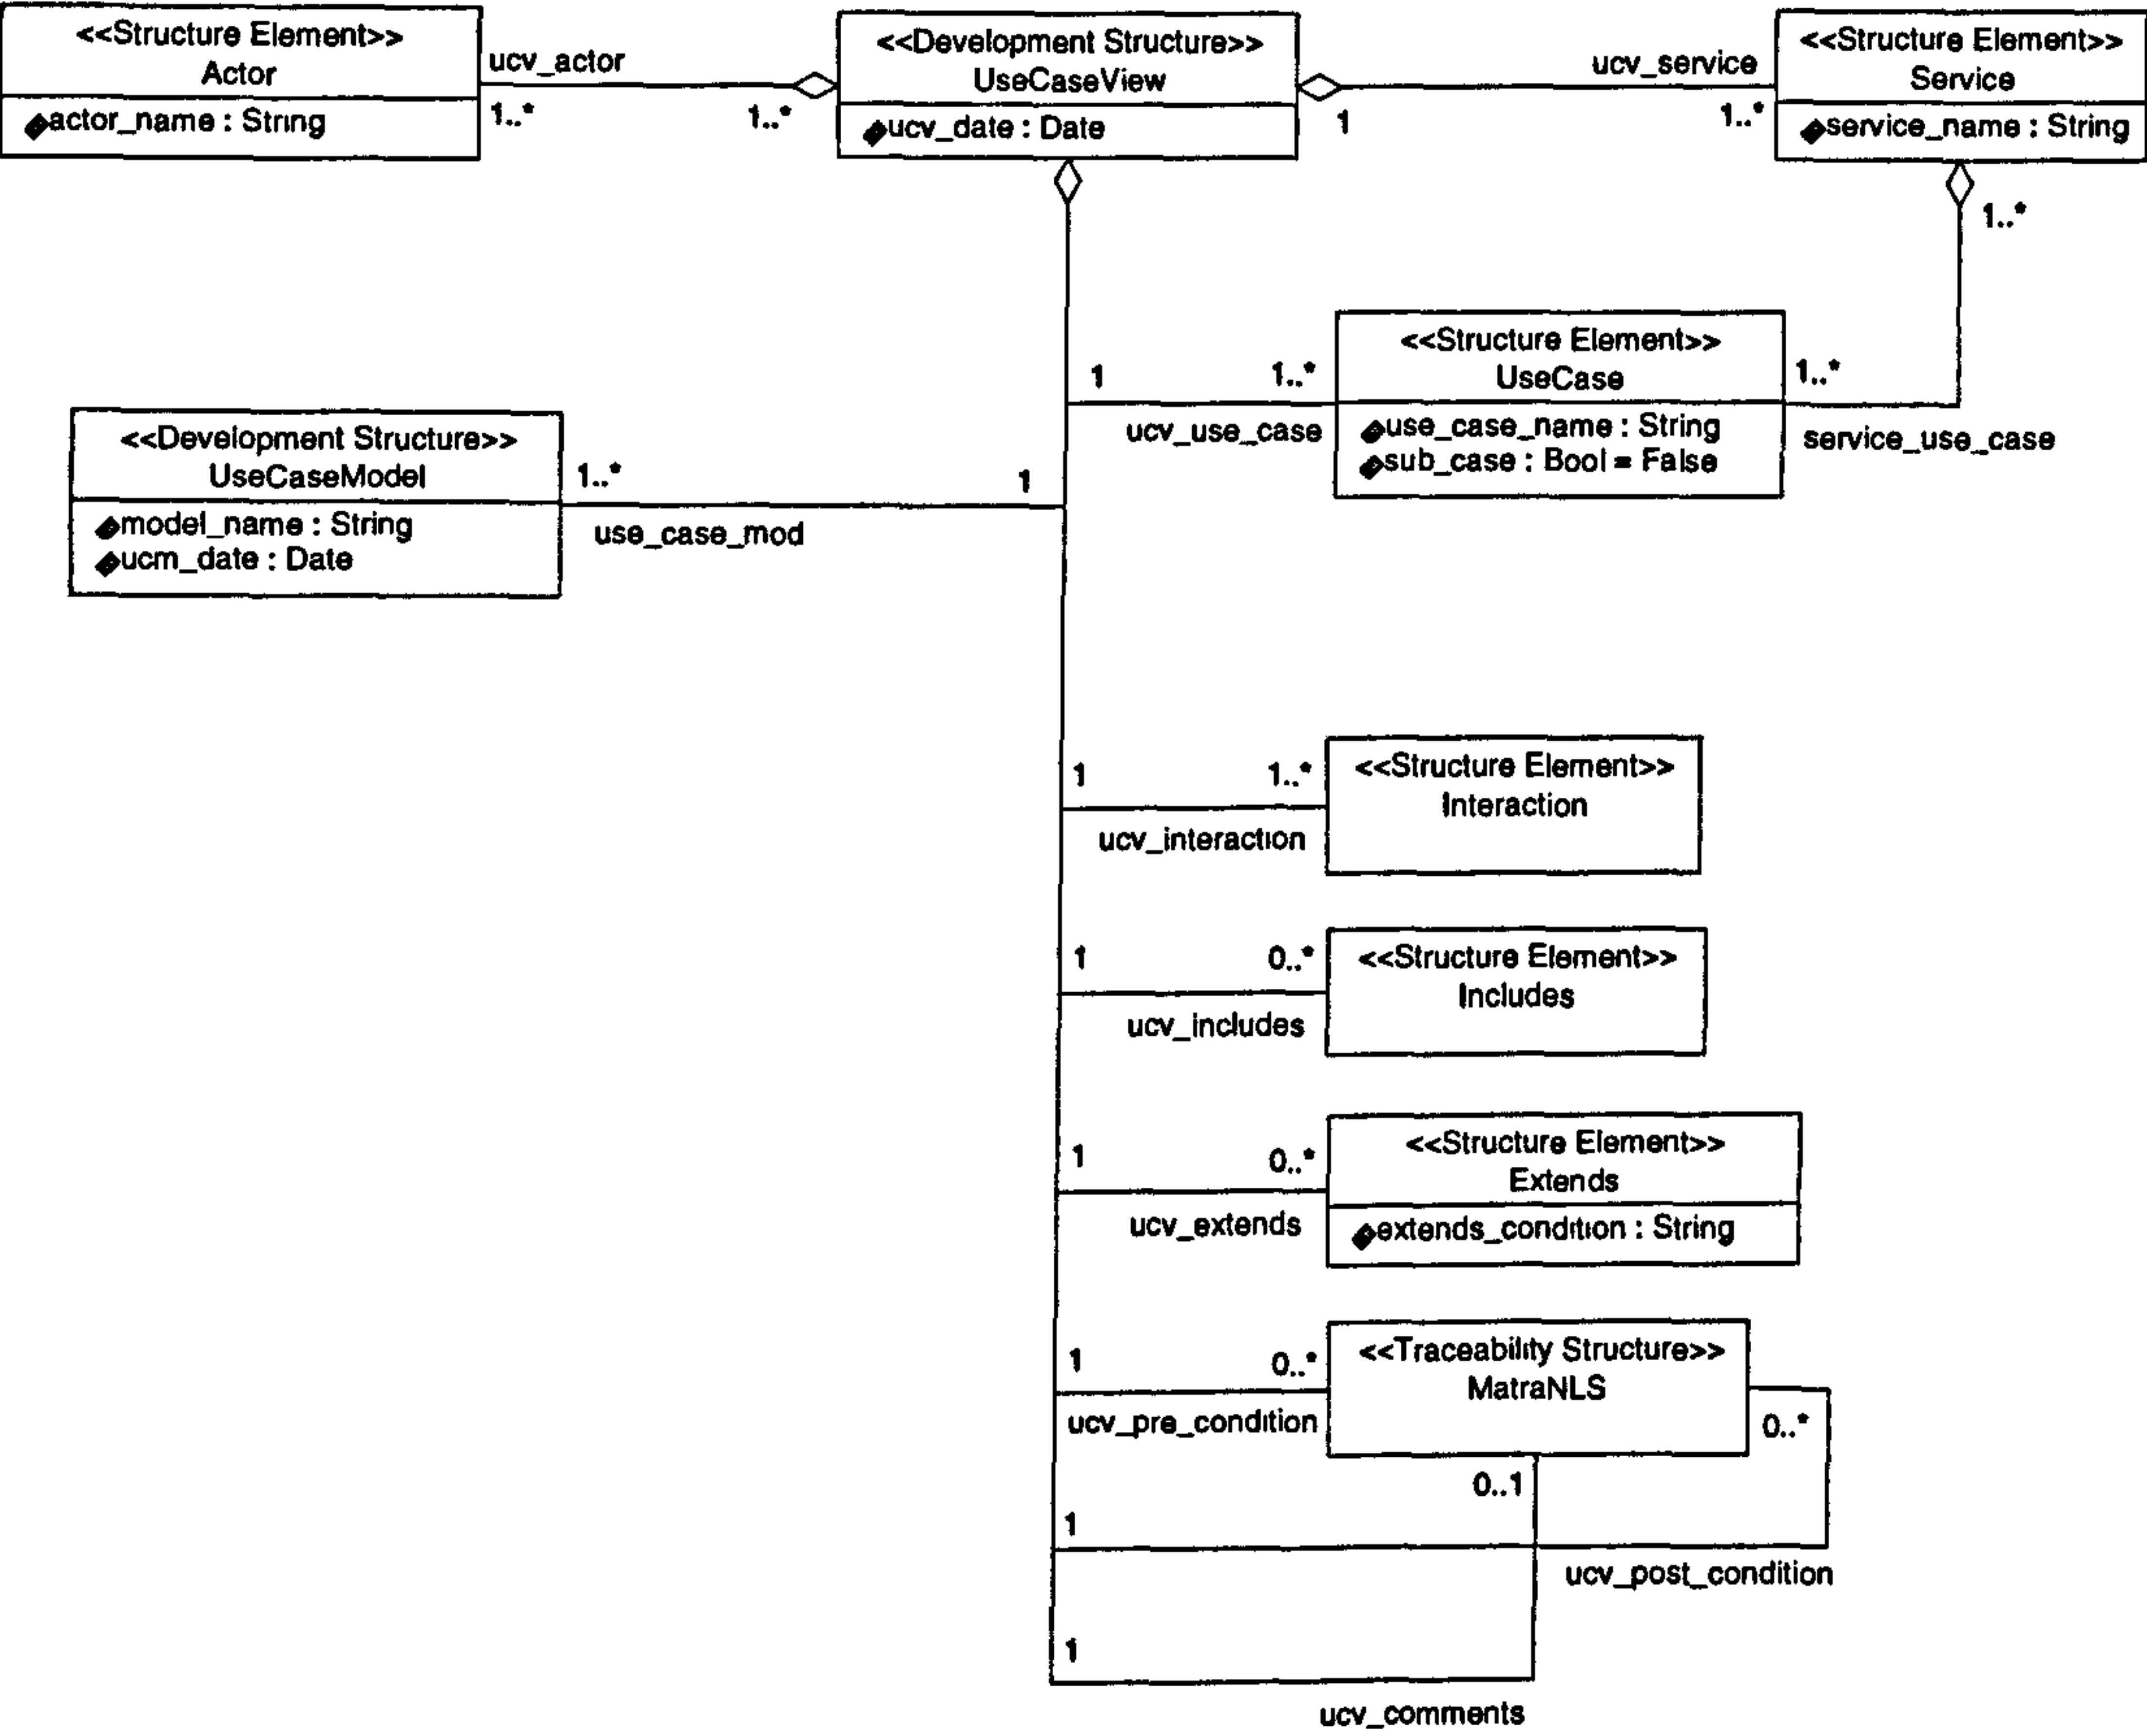 <<Structure Element>>
Actor
actor_name : String
ucv_actor
1..*
1..*
<<Development Structure>>
UseCaseView
ucv_date : Date
1
ucv_service
1..*
<<Structure Element>>
Service
service_name : String
1..*
1
1..*
ucv_use_case
<<Structure Element>>
UseCase
use_case_name : String
sub_case : Bool = False
1..*
service_use_case
<<Development Structure>>
UseCaseModel
model_name : String
ucm_date : Date
1..*
1
use_case_mod
1
1..*
ucv_interaction
<<Structure Element>>
Interaction
1
0..*
ucv_includes
<<Structure Element>>
Includes
1
0..*
ucv_extends
<<Structure Element>>
Extends
extends_condition : String
1
0..*
ucv_pre_condition
<<Traceability Structure>>
MatraNLS
0..*
0..1
1
ucv_post_condition
1
ucv_comments